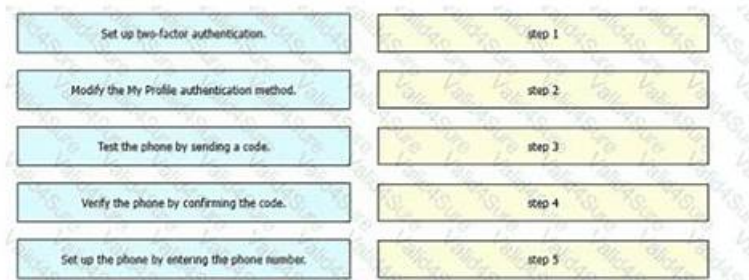 Set up two-factor authentication.
step 1
Modify the My Profile authentication method.
step 2
Test the phone by sending a code.
step 3
Verify the phone by confirming the code.
step 4
Set up the phone by entering the phone number.
step 5
Valid4Sure